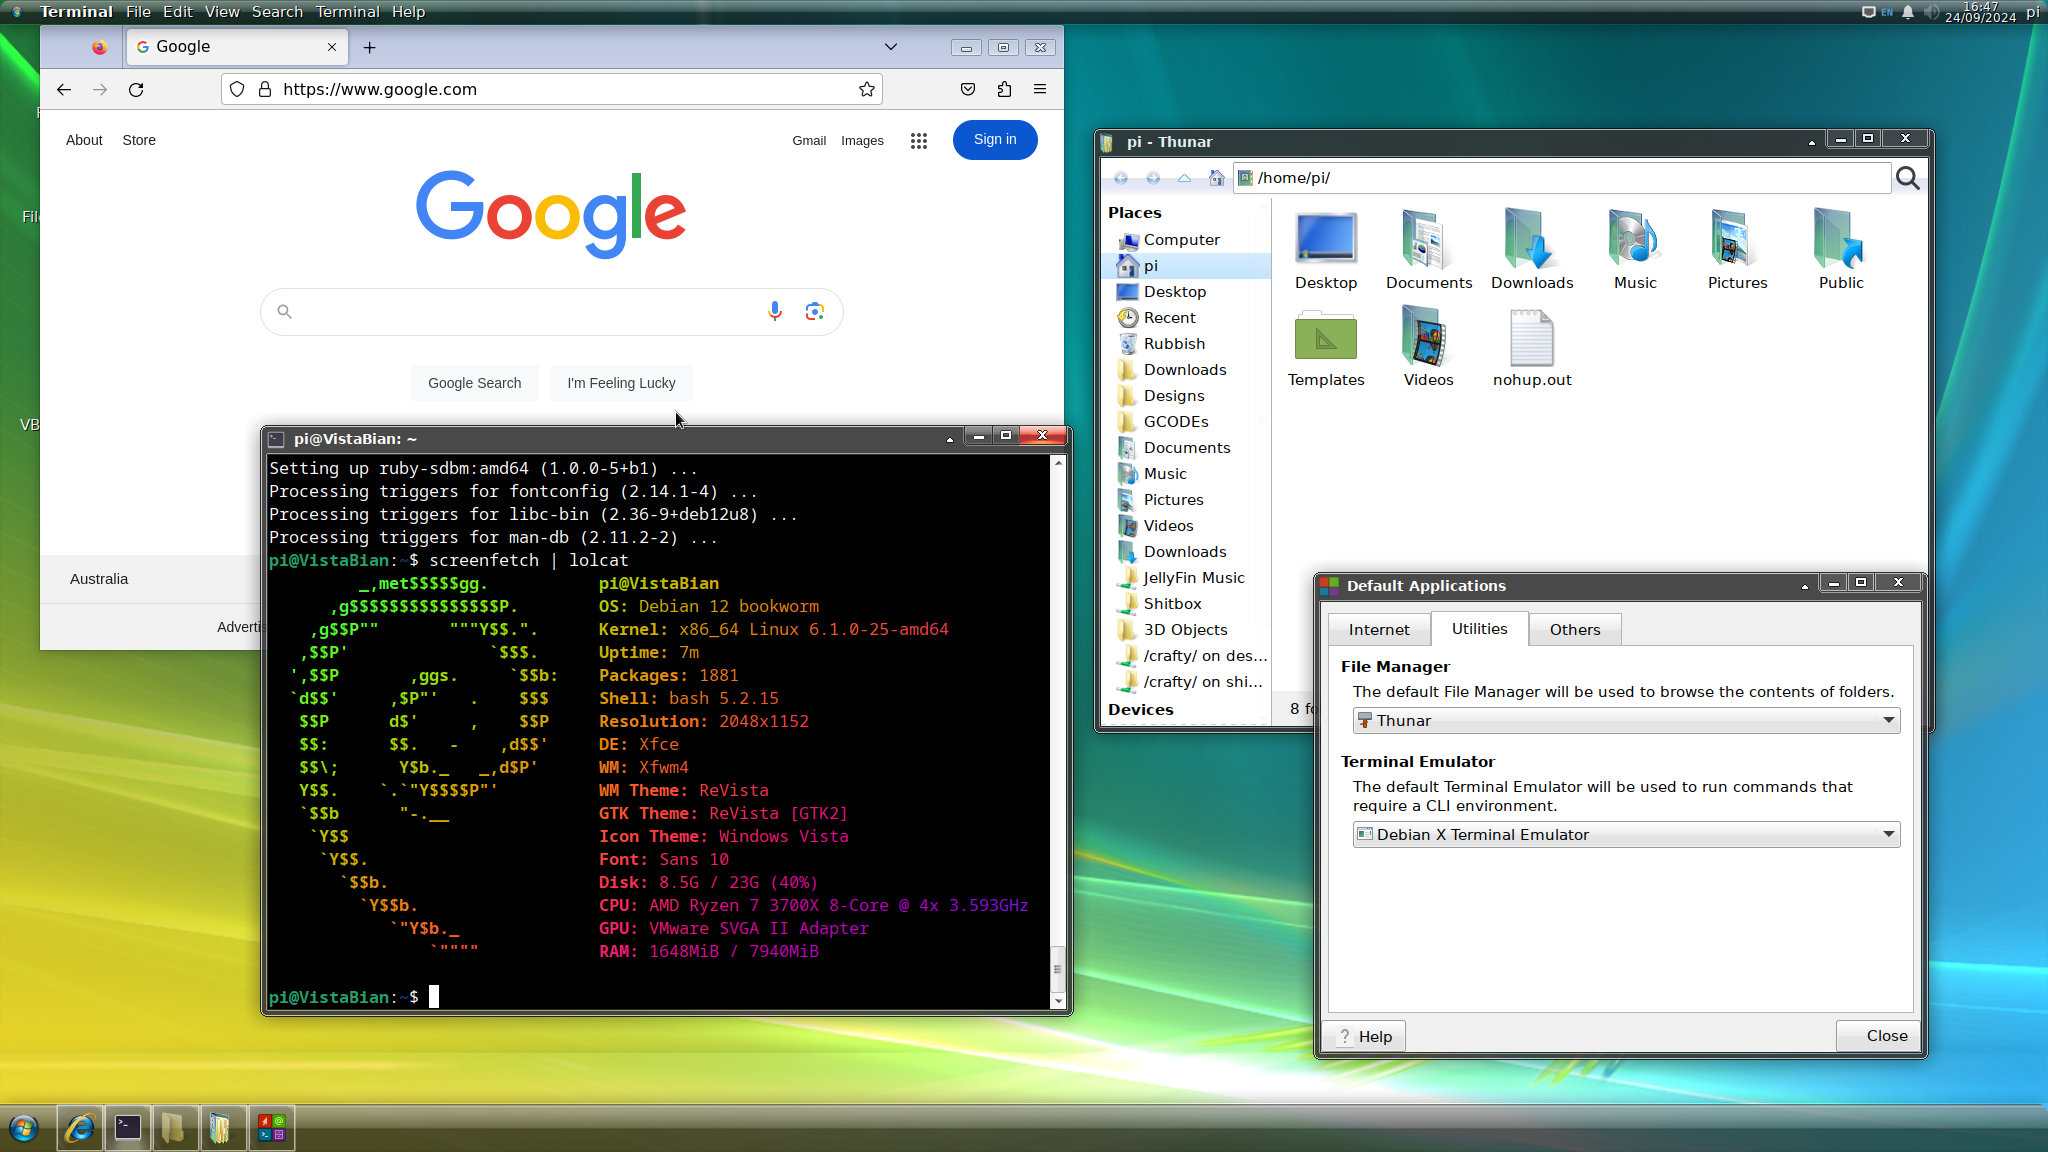 Terminal File Edit View Search Terminal Help
EN
16:47
24/09/2024
pi
Google
https://www.google.com
About Store
Gmail Images Sign in
Google
Google Search I'm Feeling Lucky
Australia
File
VB
pi@VistaBian: ~
Setting up ruby-sdbm:amd64 (1.0.0-5+b1) ...
Processing triggers for fontconfig (2.14.1-4) ...
Processing triggers for libc-bin (2.36-9+deb12u8) ...
Processing triggers for man-db (2.11.2-2) ...
pi@VistaBian:~$ screenfetch | lolcat
_,met$$$$$gg. pi@VistaBian
,g$$$$$$$$$$$$$$$P. OS: Debian 12 bookworm
,g$$P"" """Y$$.". Kernel: x86_64 Linux 6.1.0-25-amd64
,$$P' `$$$. Uptime: 7m
',$$P ,ggs. `$$b: Packages: 1881
`d$$' ,$P"' . $$$ Shell: bash 5.2.15
$$P d$' , $$P Resolution: 2048x1152
$$: $$. - ,d$$' DE: Xfce
$$\; Y$b._ _,d$P' WM: Xfwm4
Y$$. `.`"Y$$$$P"' WM Theme: ReVista
`$$b "-.__ GTK Theme: ReVista [GTK2]
`Y$$ Icon Theme: Windows Vista
`Y$$. Font: Sans 10
`$$b. Disk: 8.5G / 23G (40%)
`Y$$b. CPU: AMD Ryzen 7 3700X 8-Core @ 4x 3.593GHz
`"Y$b._ GPU: VMware SVGA II Adapter
`"""" RAM: 1648MiB / 7940MiB
pi@VistaBian:~$
pi - Thunar
/home/pi/
Places
Computer
pi
Desktop
Recent
Rubbish
Downloads
Designs
GCODEs
Documents
Music
Pictures
Videos
Downloads
JellyFin Music
Shitbox
3D Objects
/crafty/ on des...
/crafty/ on shi...
Devices
Desktop Documents Downloads Music Pictures Public
Templates Videos nohup.out
8 fo
Default Applications
Internet Utilities Others
File Manager
The default File Manager will be used to browse the contents of folders.
Thunar
Terminal Emulator
The default Terminal Emulator will be used to run commands that
require a CLI environment.
Debian X Terminal Emulator
Help Close